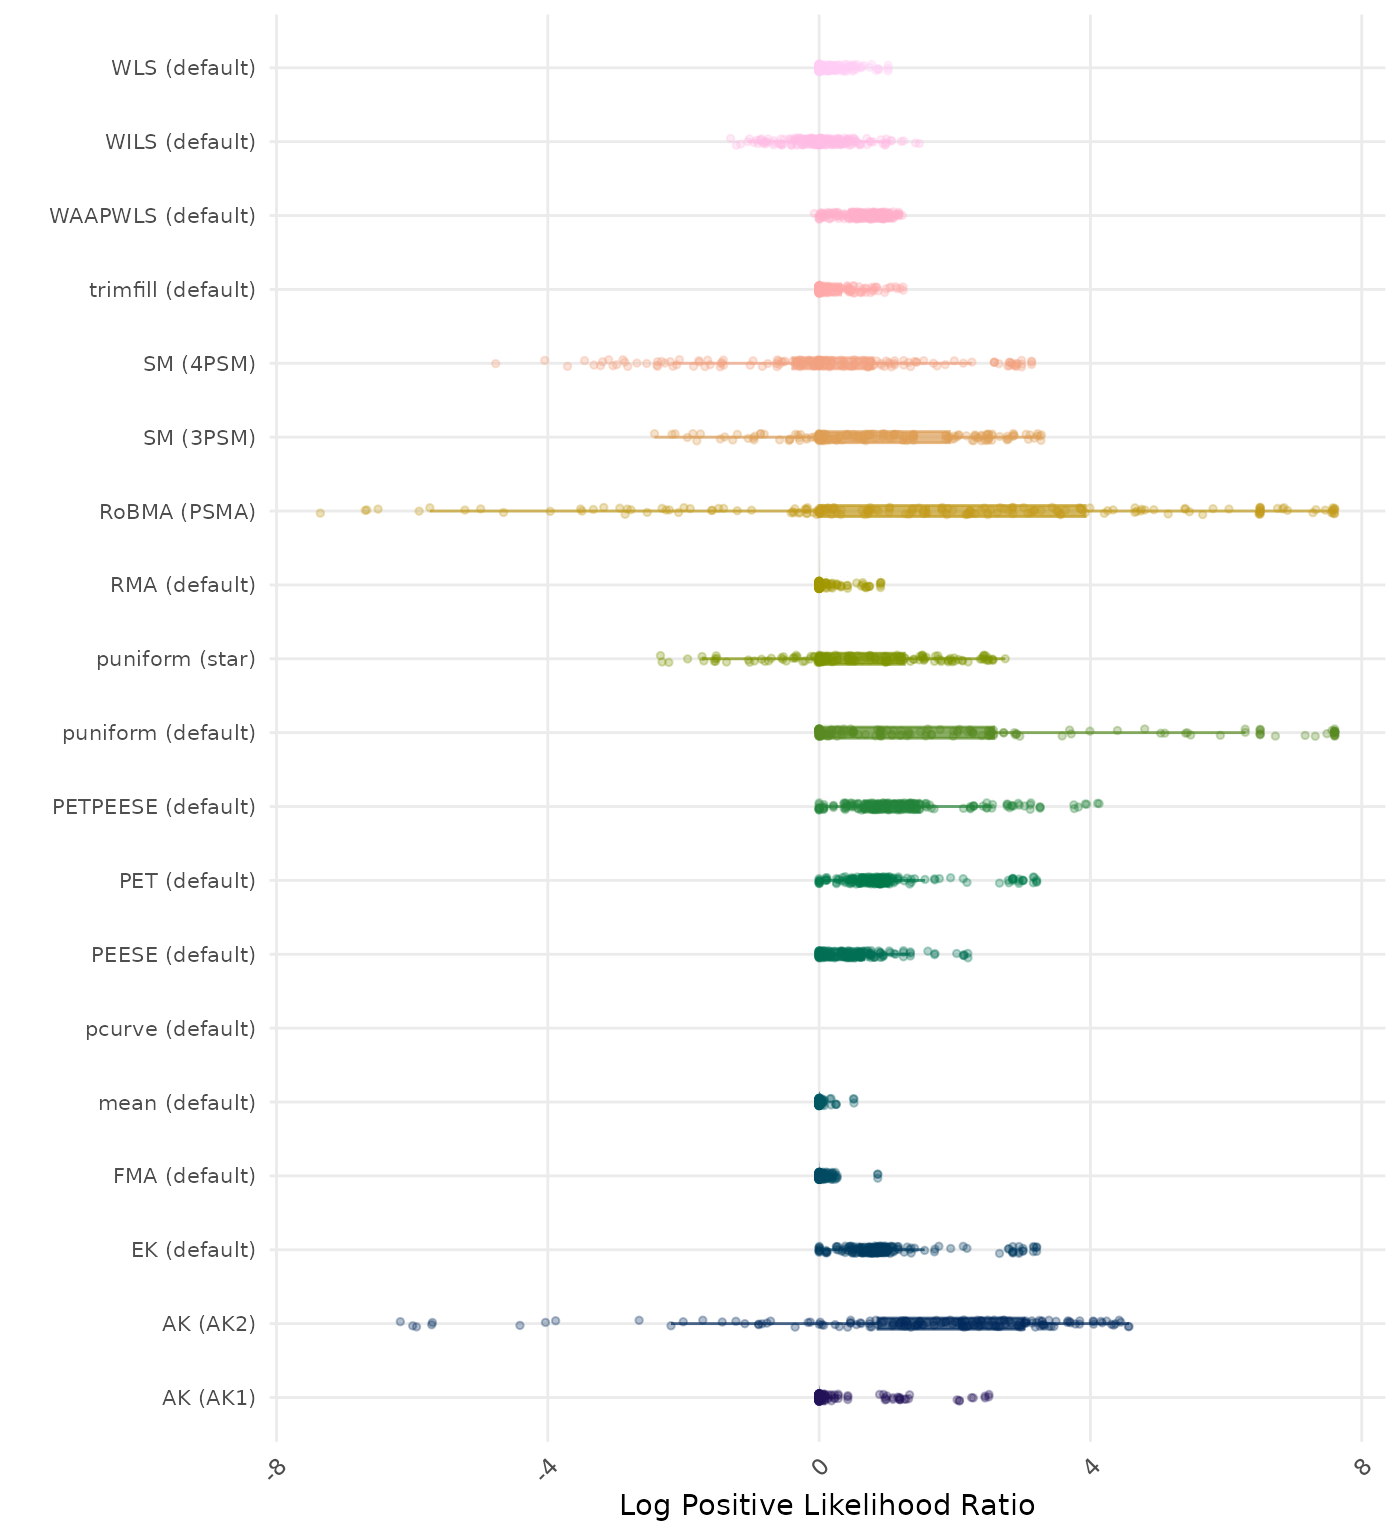 WLS (default)
WILS (default)
WAAPWLS (default)
trimfill (default)
SM (4PSM)
SM (3PSM)
RoBMA (PSMA)
RMA (default)
puniform (star)
puniform (default)
PETPEESE (default)
PET (default)
PEESE (default)
pcurve (default)
mean (default)
FMA (default)
EK (default)
AK (AK2)
AK (AK1)
-8 -4 0 4 8
Log Positive Likelihood Ratio